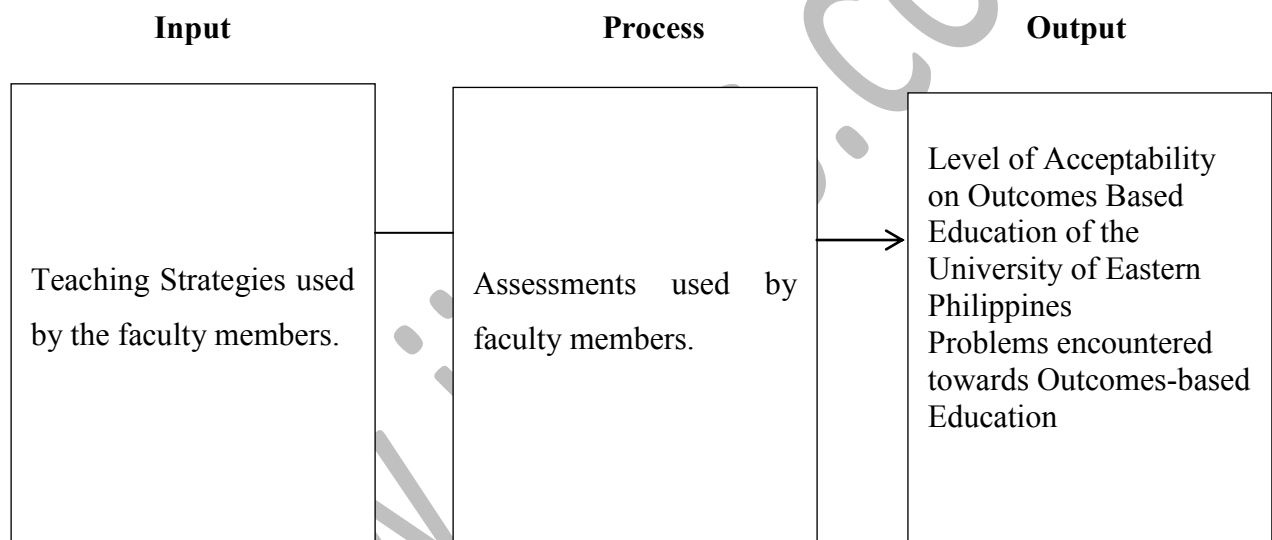 Input Process Output
Teaching Strategies used
by the faculty members.
Assessments used by
faculty members.
Level of Acceptability
on Outcomes Based
Education of the
University of Eastern
Philippines
Problems encountered
towards Outcomes-based
Education